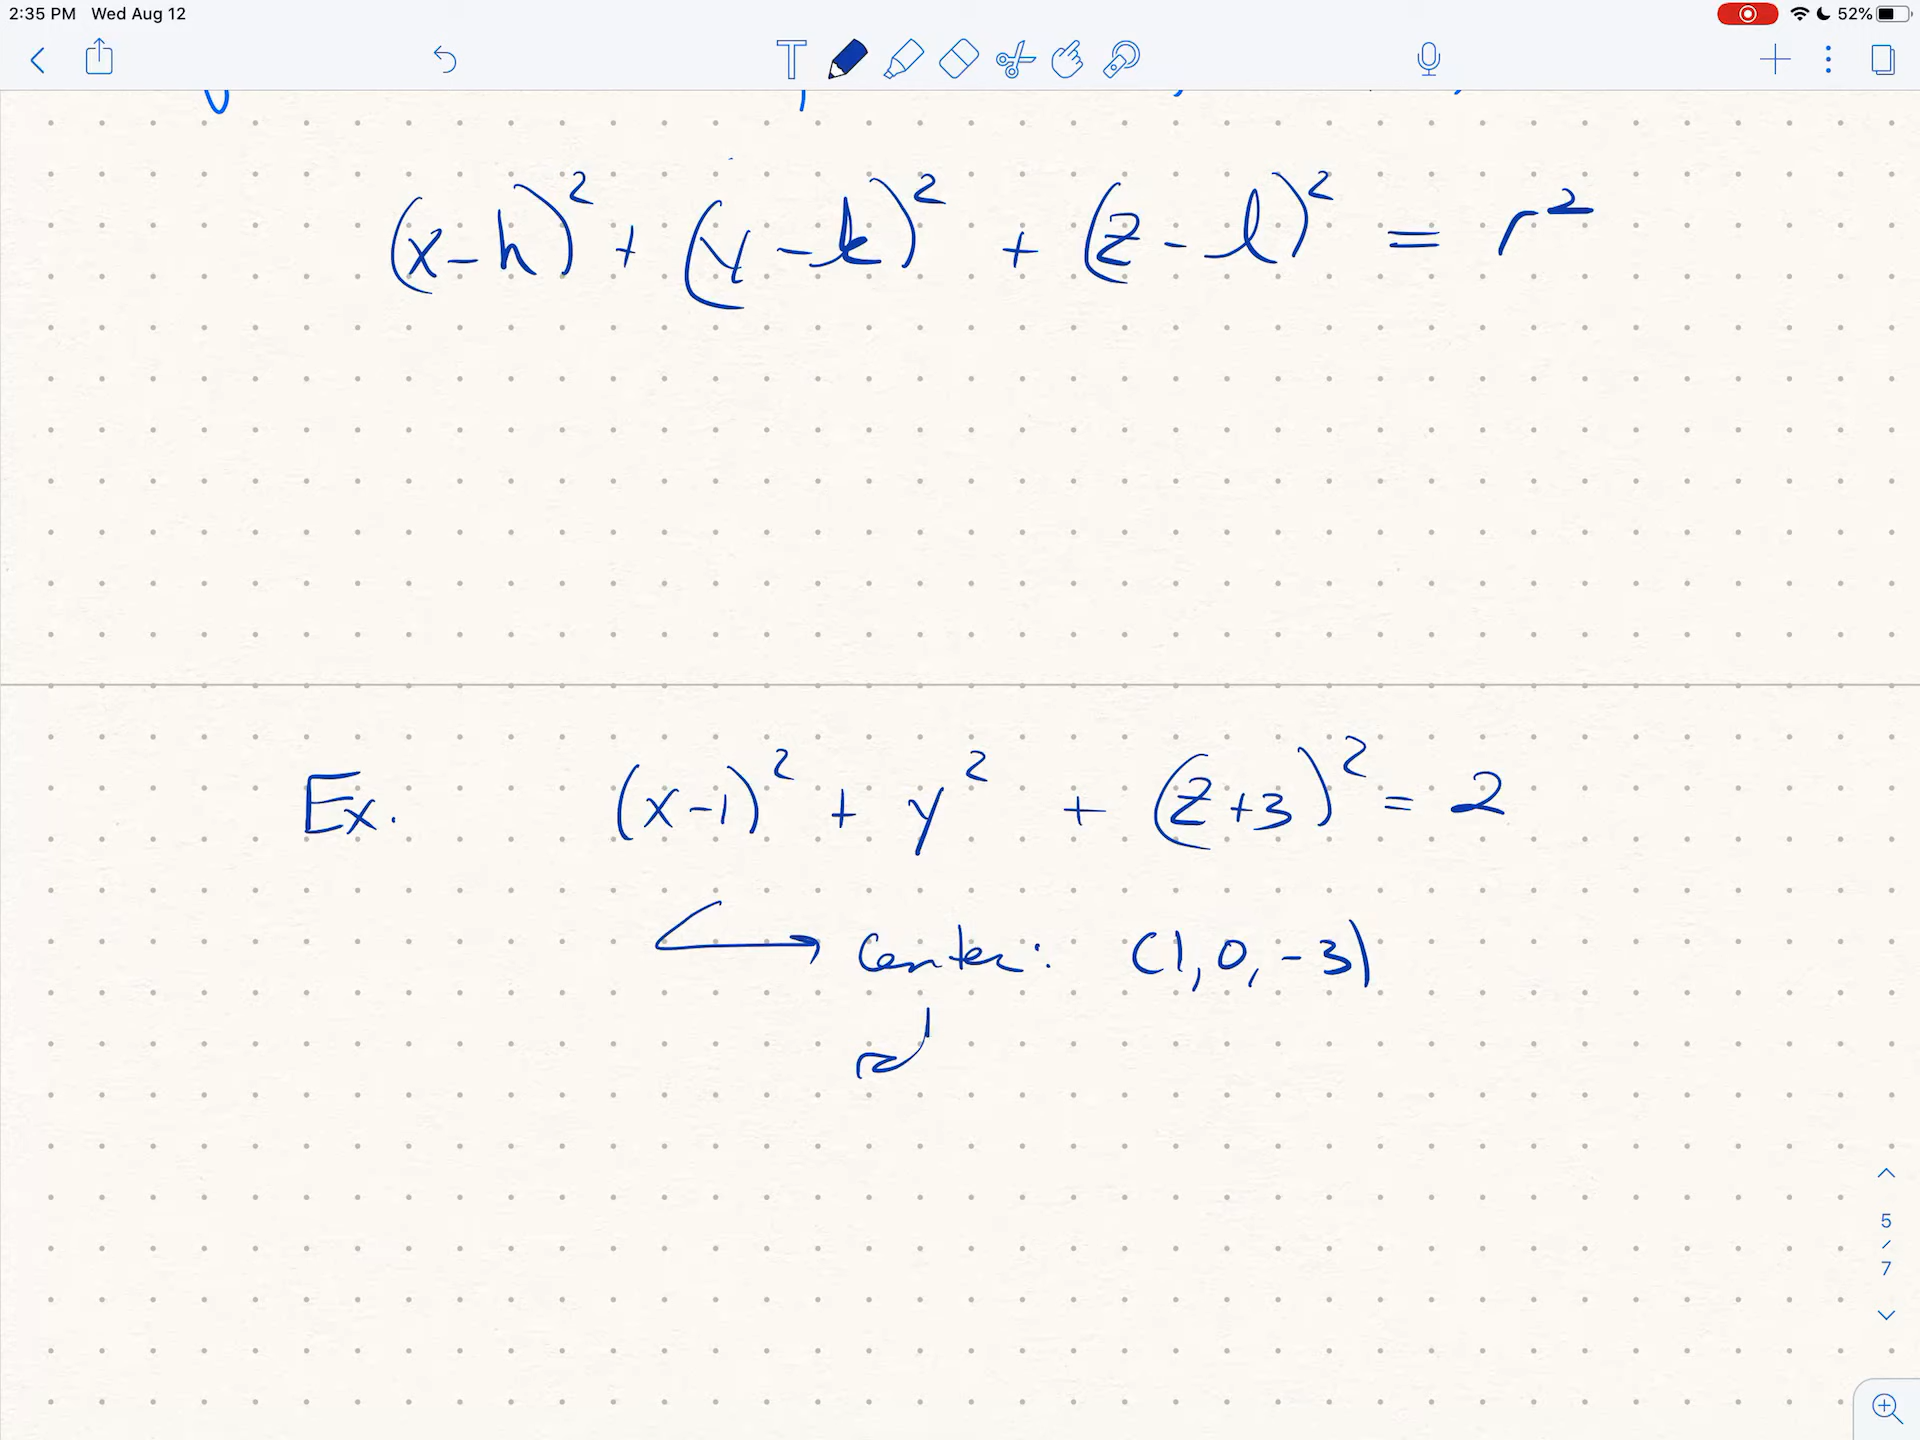 2:35 PM Wed Aug 12 52%
T
(x-h)² + (y-k)² + (z-l)² = r²
Ex. (x-1)² + y² + (z+3)² = 2
Center: (1, 0, -3)
5
/
7